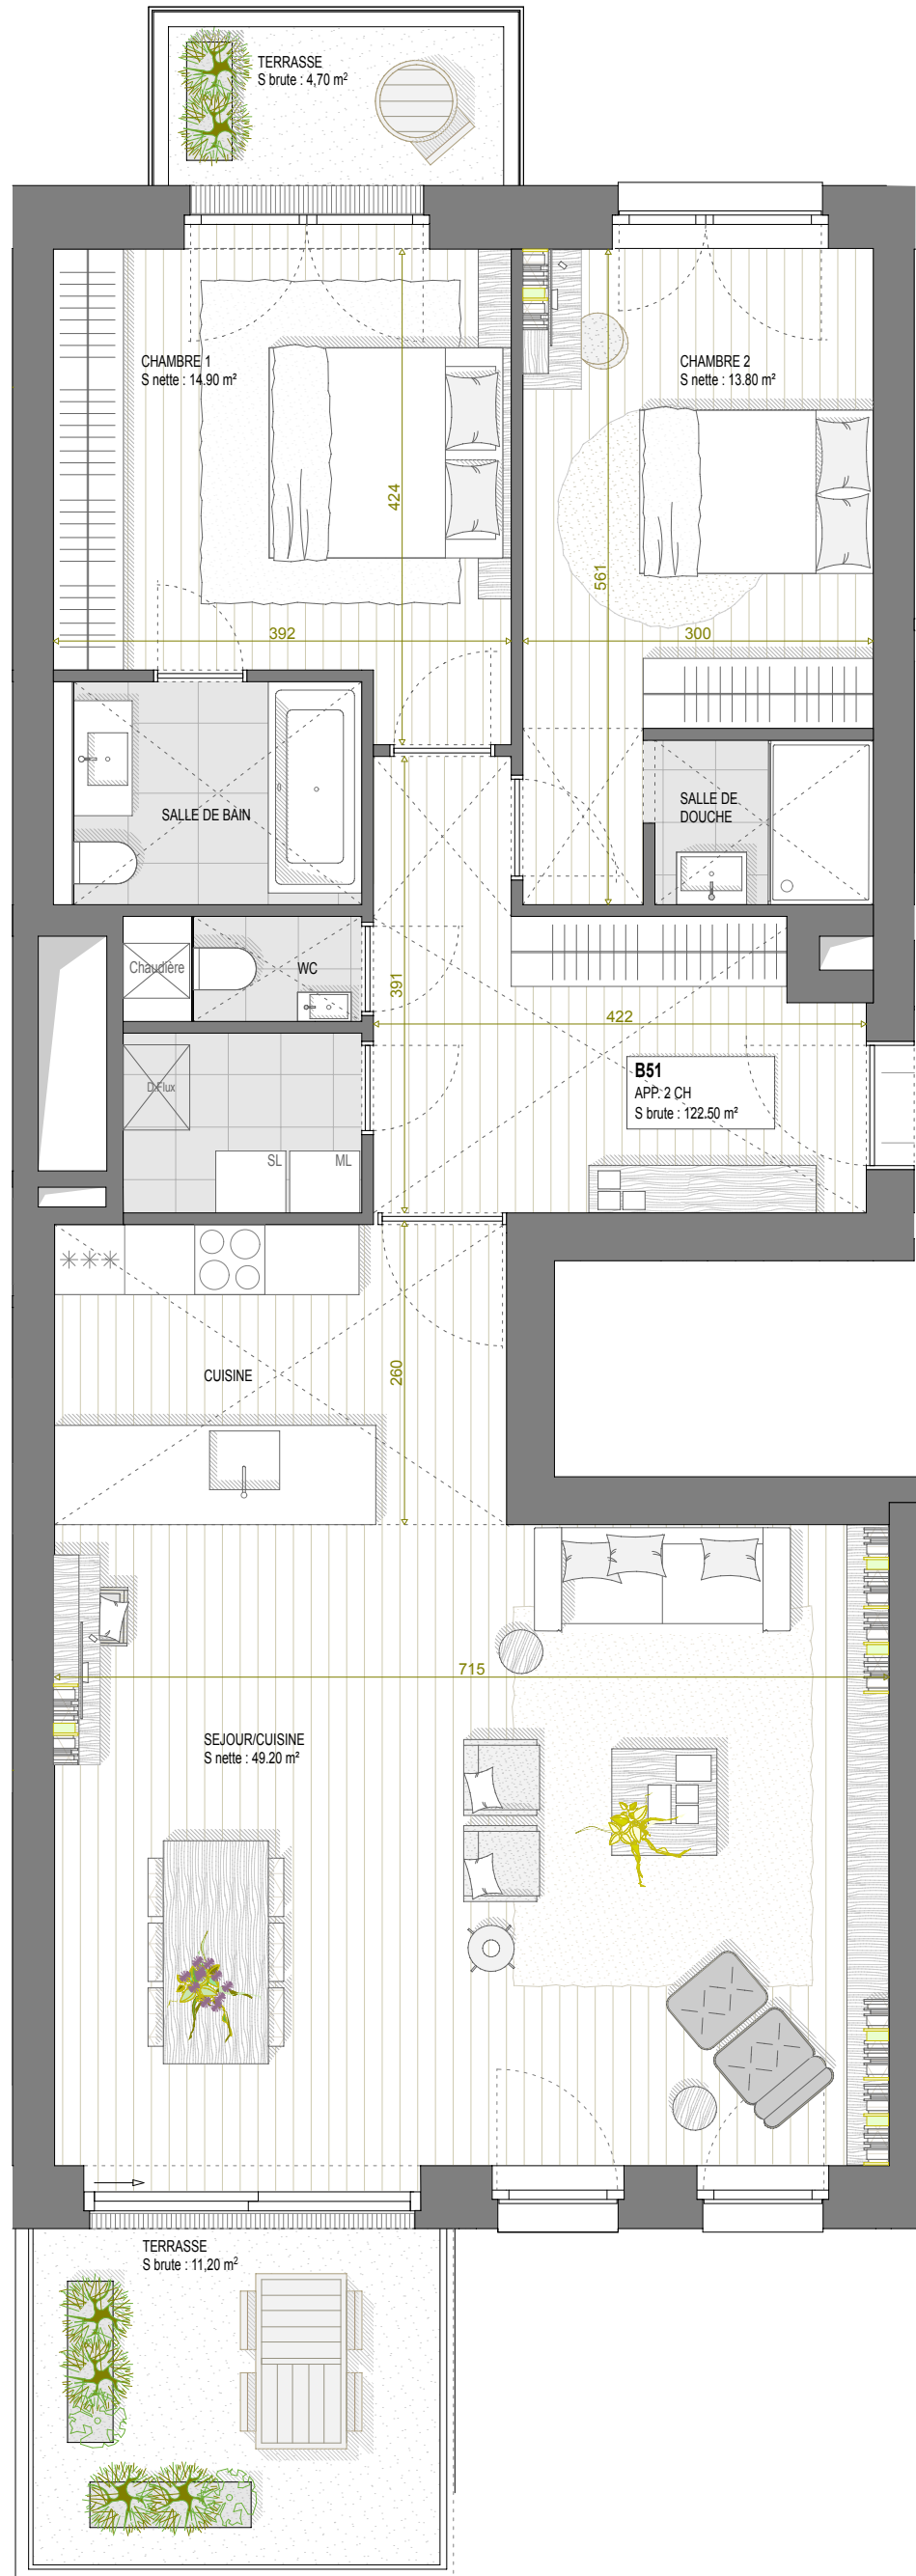 TERRASSE
S brute : 4,70 m²
CHAMBRE 1
S nette : 14.90 m²
CHAMBRE 2
S nette : 13.80 m²
424
561
392
300
SALLE DE BAIN
SALLE DE
DOUCHE
Chaudière
WC
391
422
D.Flux
B51
APP. 2 CH
S brute : 122.50 m²
SL
ML
CUISINE
260
715
SEJOUR/CUISINE
S nette : 49.20 m²
TERRASSE
S brute : 11,20 m²